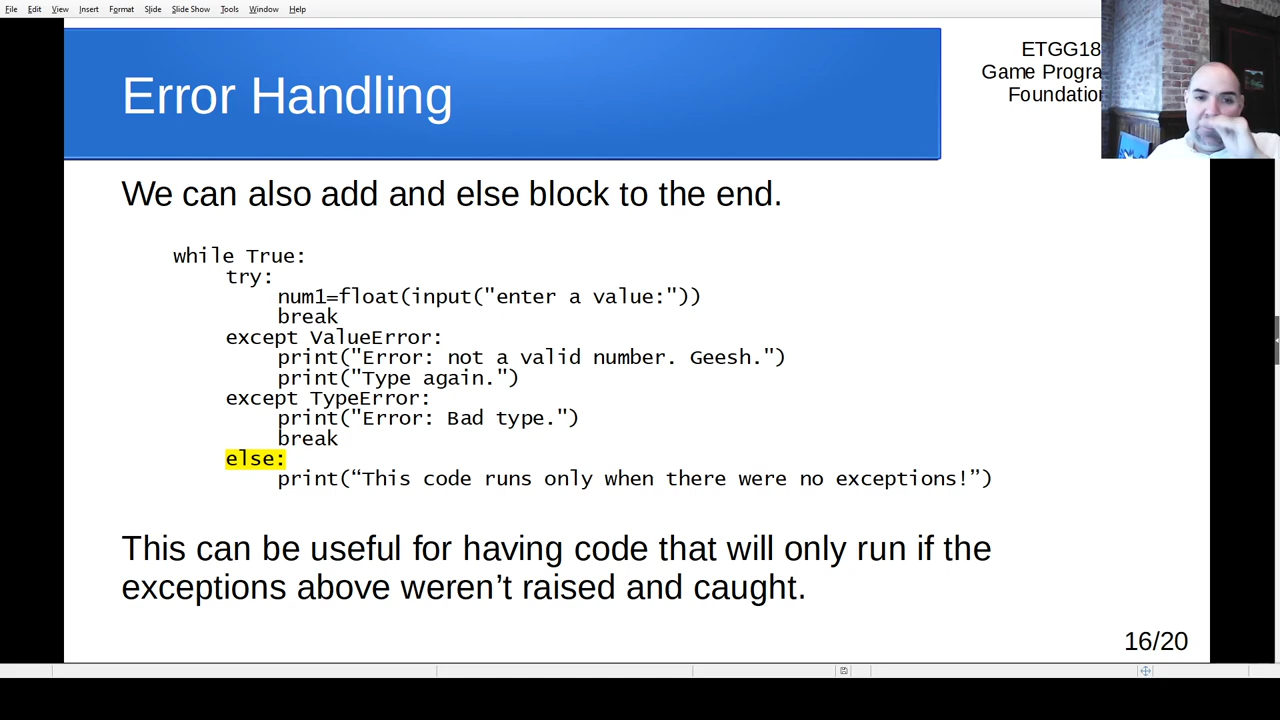 File Edit View Insert Format Slide Slide Show Tools Window Help
Error Handling
ETGG18
Game Progra
Foundation
We can also add and else block to the end.
while True:
try:
num1=float(input("enter a value:"))
break
except ValueError:
print("Error: not a valid number. Geesh.")
print("Type again.")
except TypeError:
print("Error: Bad type.")
break
else:
print(“This code runs only when there were no exceptions!”)
This can be useful for having code that will only run if the
exceptions above weren’t raised and caught.
16/20